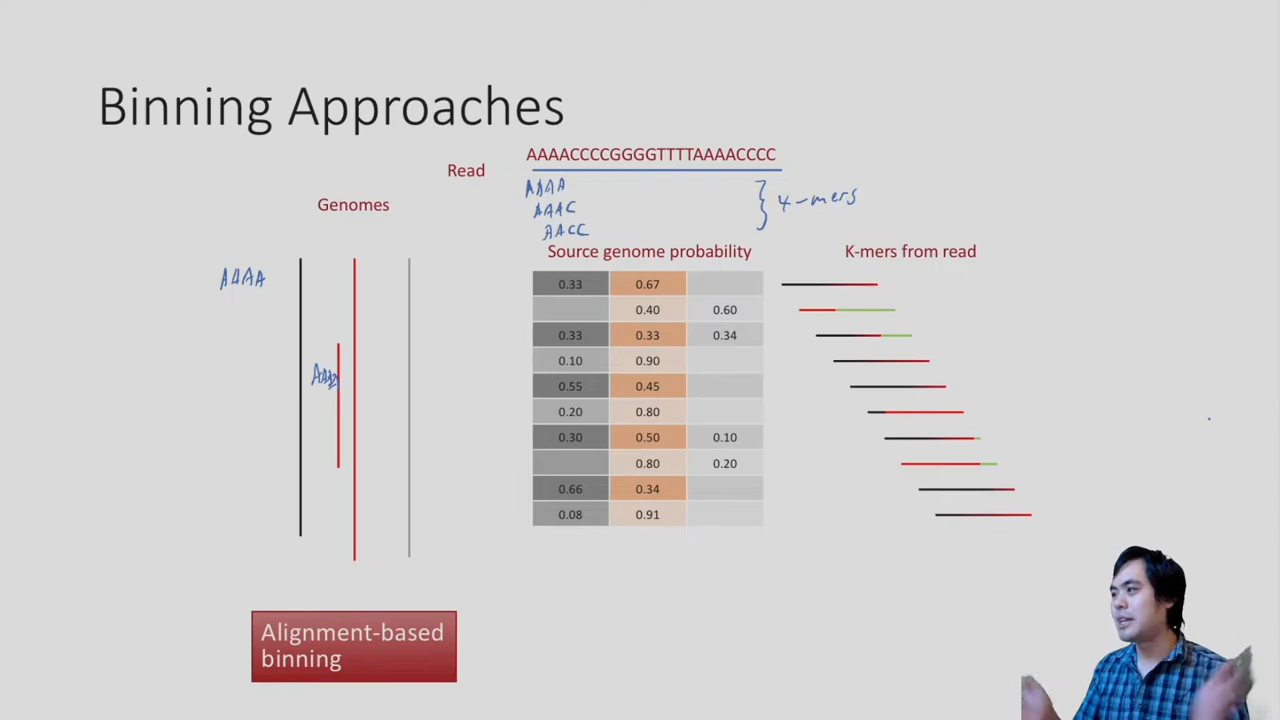 Binning Approaches
AAAACCCCGGGGTTTTAAAACCCC
Read
AAAA
AAAC
AACC
4-mers
Genomes
Source genome probability
K-mers from read
AAAA
0.33 0.67
0.40 0.60
0.33 0.33 0.34
0.10 0.90
0.55 0.45
0.20 0.80
0.30 0.50 0.10
0.80 0.20
0.66 0.34
0.08 0.91
Alignment-based
binning